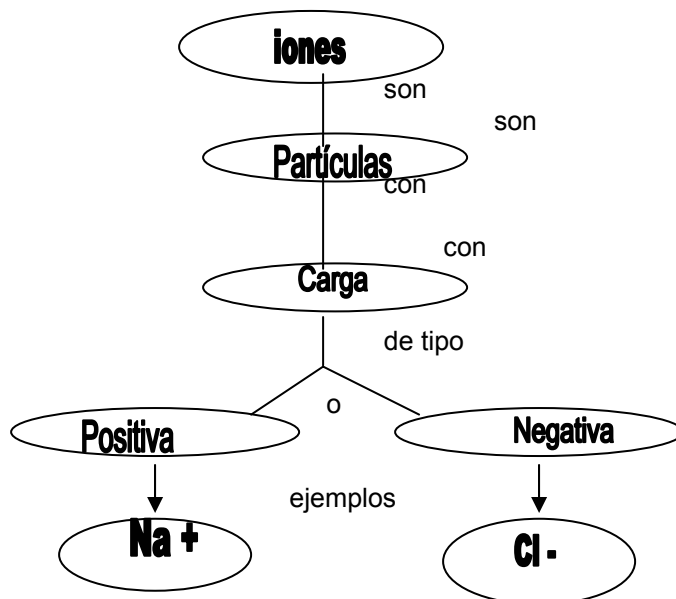 iones
son
son
Partículas
con
con
Carga
de tipo
o
Positiva
Negativa
ejemplos
Na +
Cl -